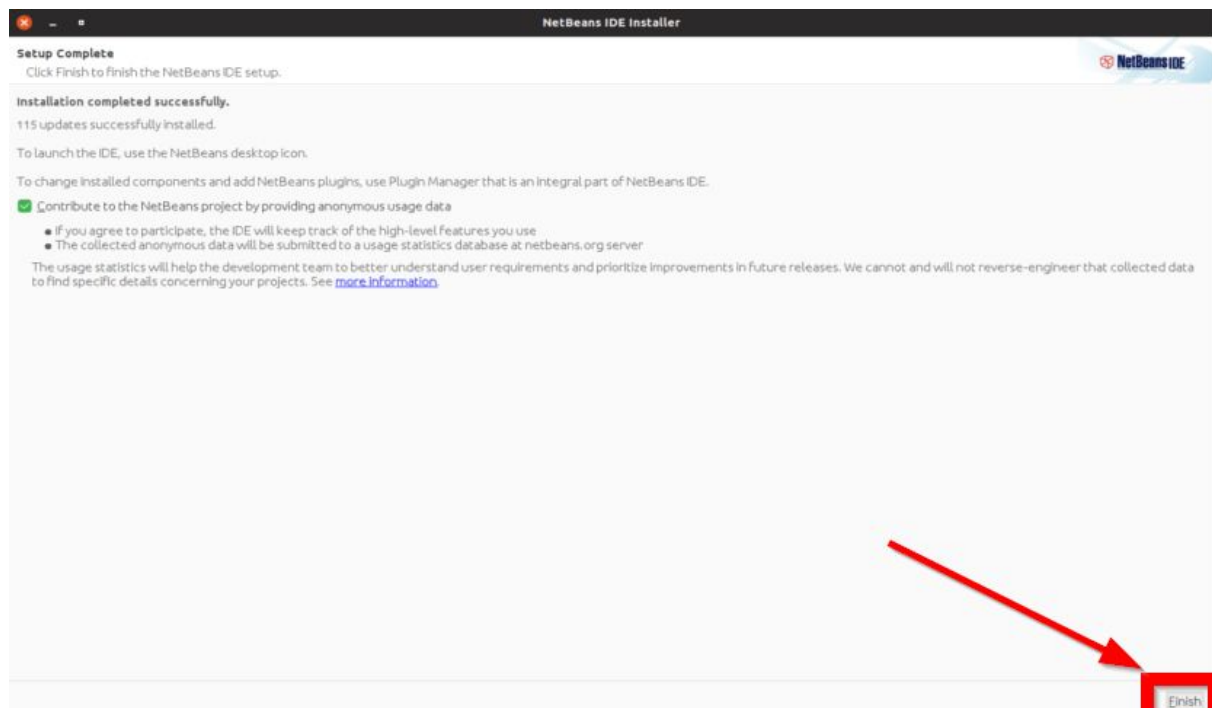 NetBeans IDE Installer
Setup Complete
Click Finish to finish the NetBeans IDE setup.
NetBeans IDE
Installation completed successfully.
115 updates successfully installed.
To launch the IDE, use the NetBeans desktop icon.
To change installed components and add NetBeans plugins, use Plugin Manager that is an integral part of NetBeans IDE.
Contribute to the NetBeans project by providing anonymous usage data
If you agree to participate, the IDE will keep track of the high-level features you use
The collected anonymous data will be submitted to a usage statistics database at netbeans.org server
The usage statistics will help the development team to better understand user requirements and prioritize improvements in future releases. We cannot and will not reverse-engineer that collected data
to find specific details concerning your projects. See more information.
Finish